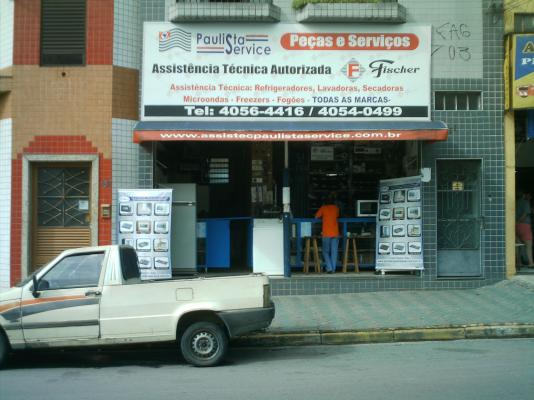 Paulista
Service
Peças e Serviços
Assistência Técnica Autorizada
F
Fischer
Assistência Técnica: Refrigeradores, Lavadoras, Secadoras
Microondas - Freezers - Fogões - TODAS AS MARCAS-
Tel: 4056-4416 / 4054-0499
www.assistecpaulistaservice.com.br